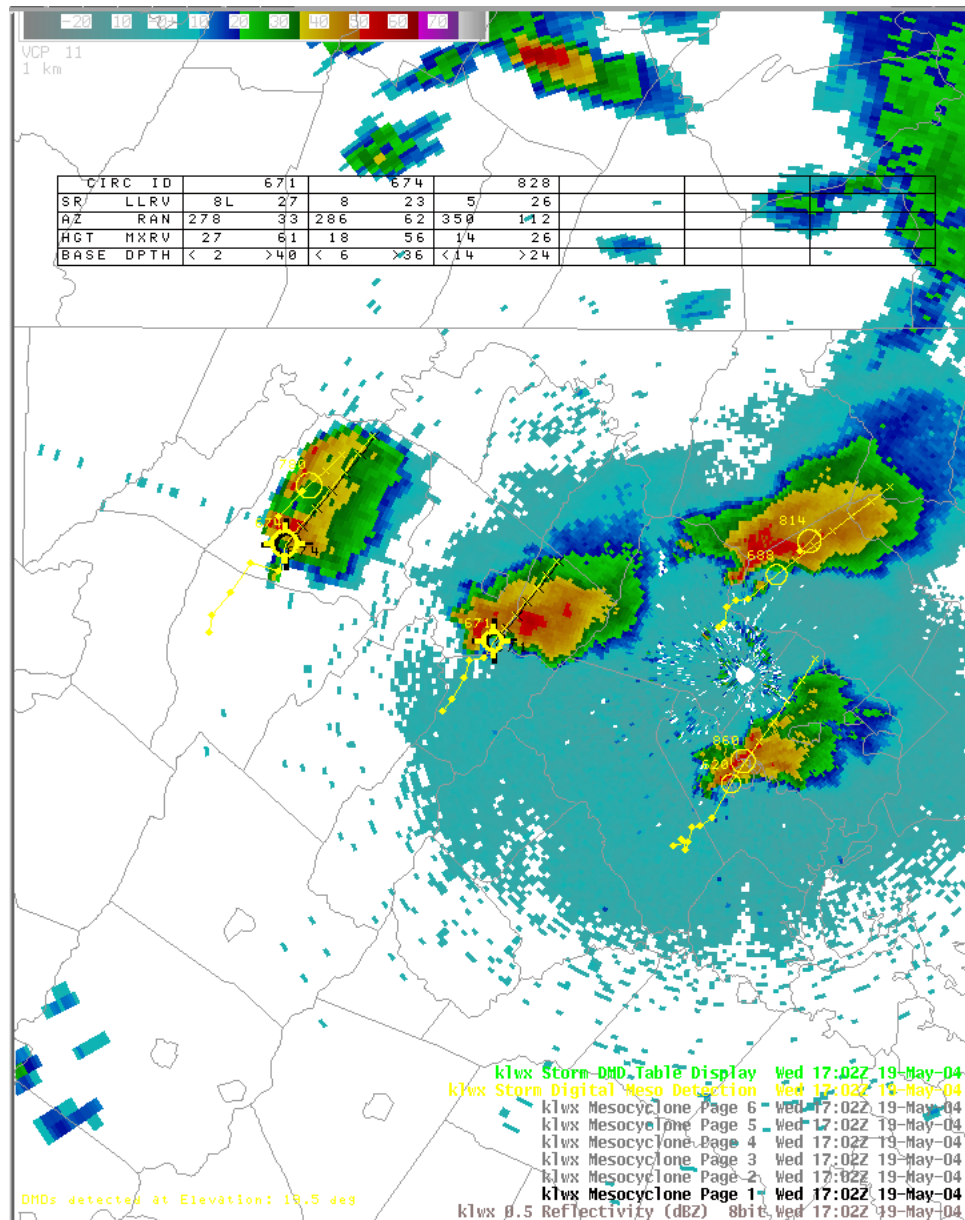 -20 -10 10 20 30 40 50 60 70
VCP 11
1 km
CIRC ID 671 674 828
SR LLRV 8L 27 8 23 5 26
AZ RAN 278 33 286 62 350 112
HGT MXRV 27 61 18 56 14 26
BASE DPTH < 2 >40 < 6 >36 <14 >24
780
674
674
814
688
671
860
620
klwx Storm DMD Table Display Wed 17:02Z 19-May-04
klwx Storm Digital Meso Detection Wed 17:02Z 19-May-04
klwx Mesocyclone Page 6 Wed 17:02Z 19-May-04
klwx Mesocyclone Page 5 Wed 17:02Z 19-May-04
klwx Mesocyclone Page 4 Wed 17:02Z 19-May-04
klwx Mesocyclone Page 3 Wed 17:02Z 19-May-04
klwx Mesocyclone Page 2 Wed 17:02Z 19-May-04
klwx Mesocyclone Page 1 Wed 17:02Z 19-May-04
DMDs detected at Elevation: 19.5 deg
klwx 0.5 Reflectivity (dBZ) 8bit Wed 17:02Z 19-May-04